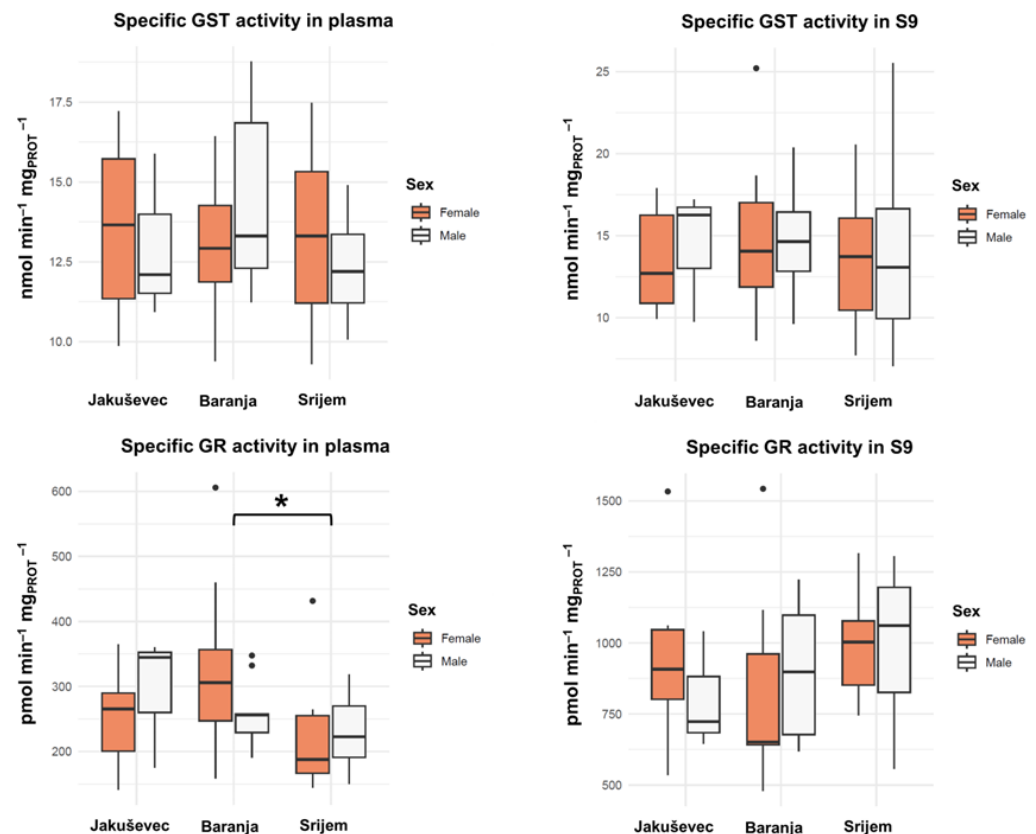 Specific GST activity in plasma
nmol min⁻¹ mgPROT⁻¹
17.5
15.0
12.5
10.0
Jakuševec Baranja Srijem
Sex
Female
Male
Specific GST activity in S9
nmol min⁻¹ mgPROT⁻¹
25
20
15
10
Jakuševec Baranja Srijem
Sex
Female
Male
Specific GR activity in plasma
pmol min⁻¹ mgPROT⁻¹
600
500
400
300
200
*
Jakuševec Baranja Srijem
Sex
Female
Male
Specific GR activity in S9
pmol min⁻¹ mgPROT⁻¹
1500
1250
1000
750
500
Jakuševec Baranja Srijem
Sex
Female
Male